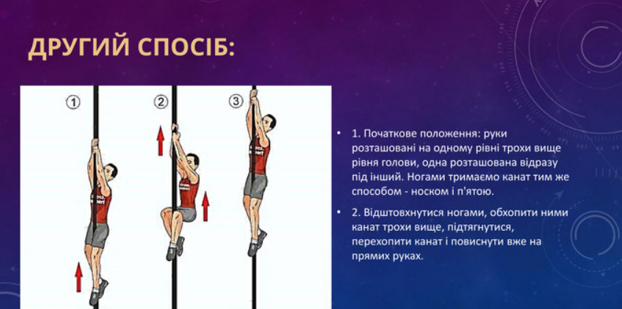 ДРУГИЙ СПОСІБ:
1
2
3
• 1. Початкове положення: руки
розташовані на одному рівні трохи вище
рівня голови, одна розташована відразу
під інший. Ногами тримаємо канат тим же
способом - носком і п'ятою.
• 2. Відштовхнутися ногами, обхопити ними
канат трохи вище, підтягнутися,
перехопити канат і повиснути вже на
прямих руках.